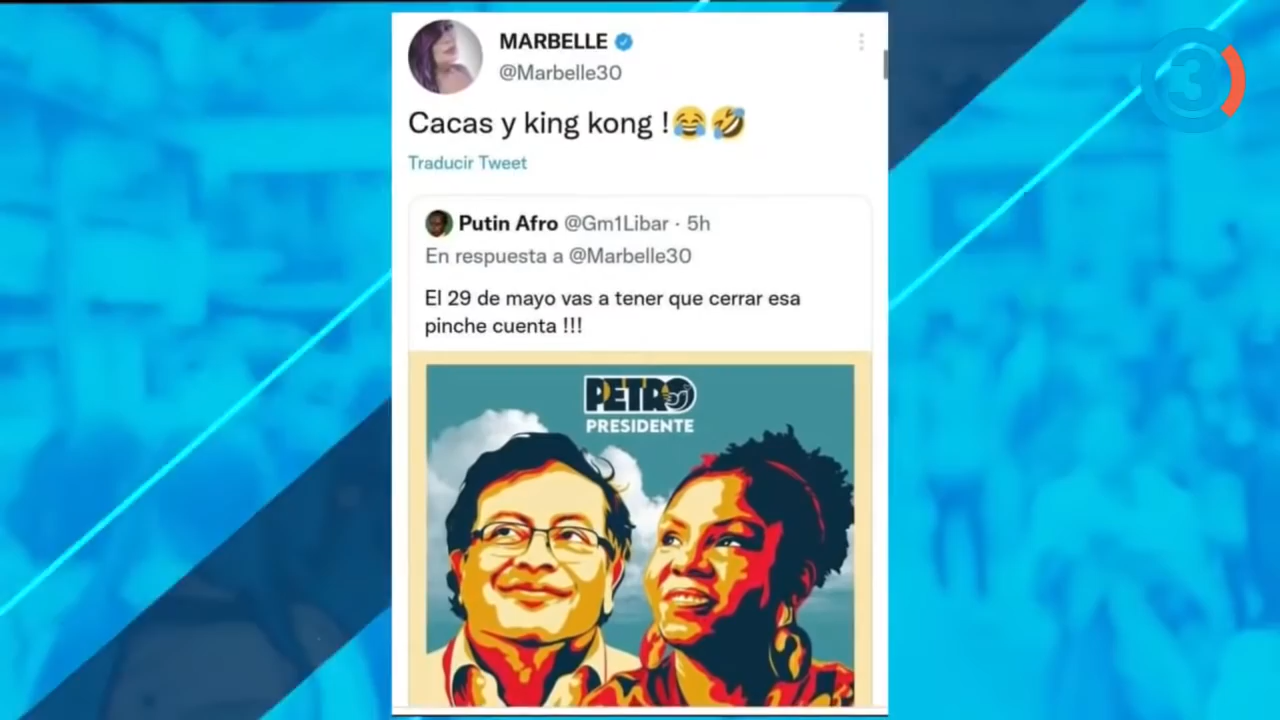 MARBELLE
@Marbelle30
Cacas y king kong !😂🤣
Traducir Tweet
Putin Afro @Gm1Libar · 5h
En respuesta a @Marbelle30
El 29 de mayo vas a tener que cerrar esa
pinche cuenta !!!
PETRO
PRESIDENTE
3